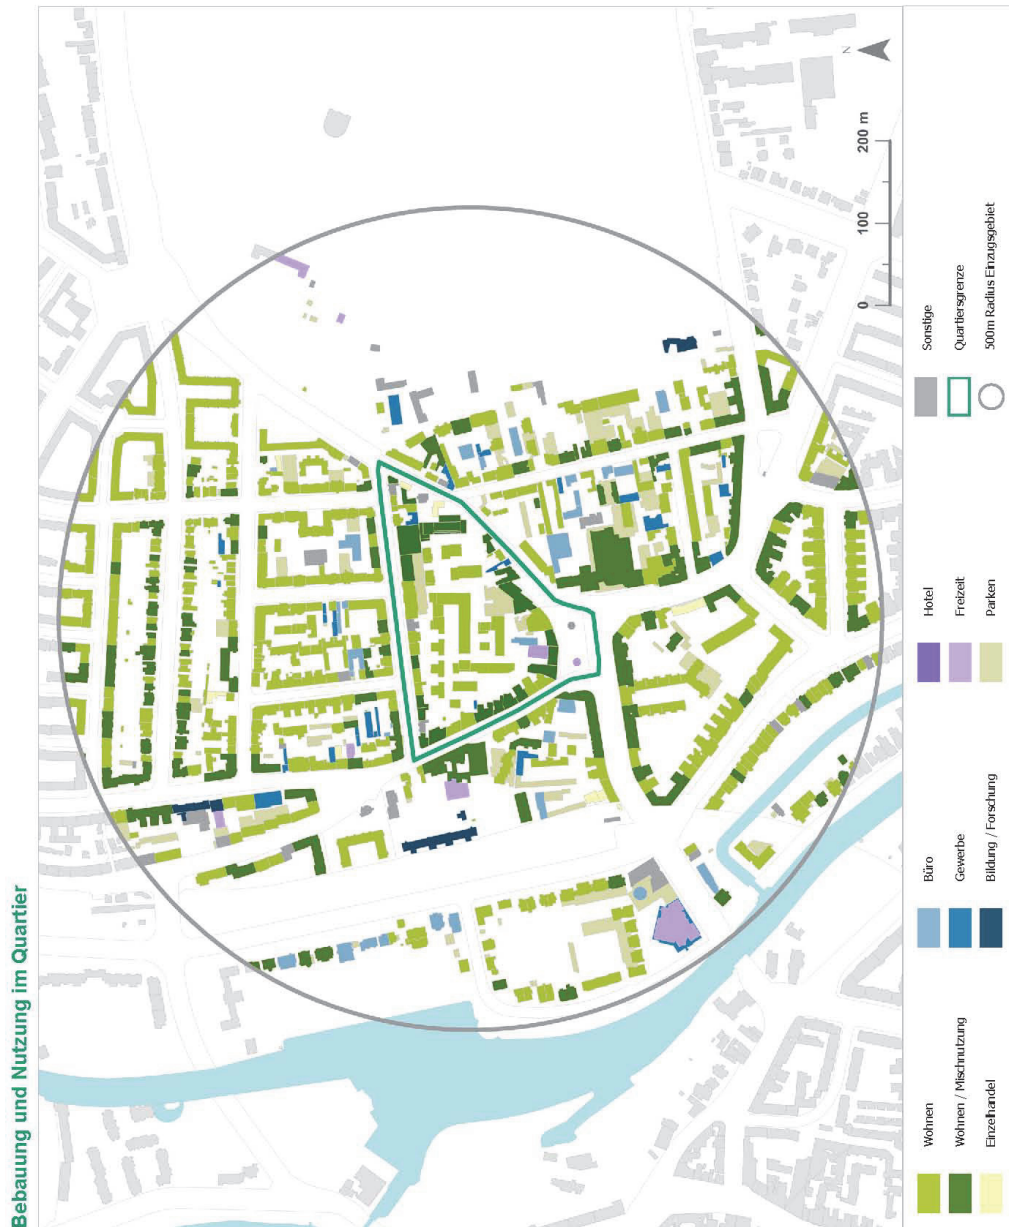 Bebauung und Nutzung im Quartier
N
0 100 200 m
Wohnen
Wohnen / Mischnutzung
Einzelhandel
Büro
Gewerbe
Bildung / Forschung
Hotel
Freizeit
Parken
Sonstige
Quartiersgrenze
500m Radius Einzugsgebiet